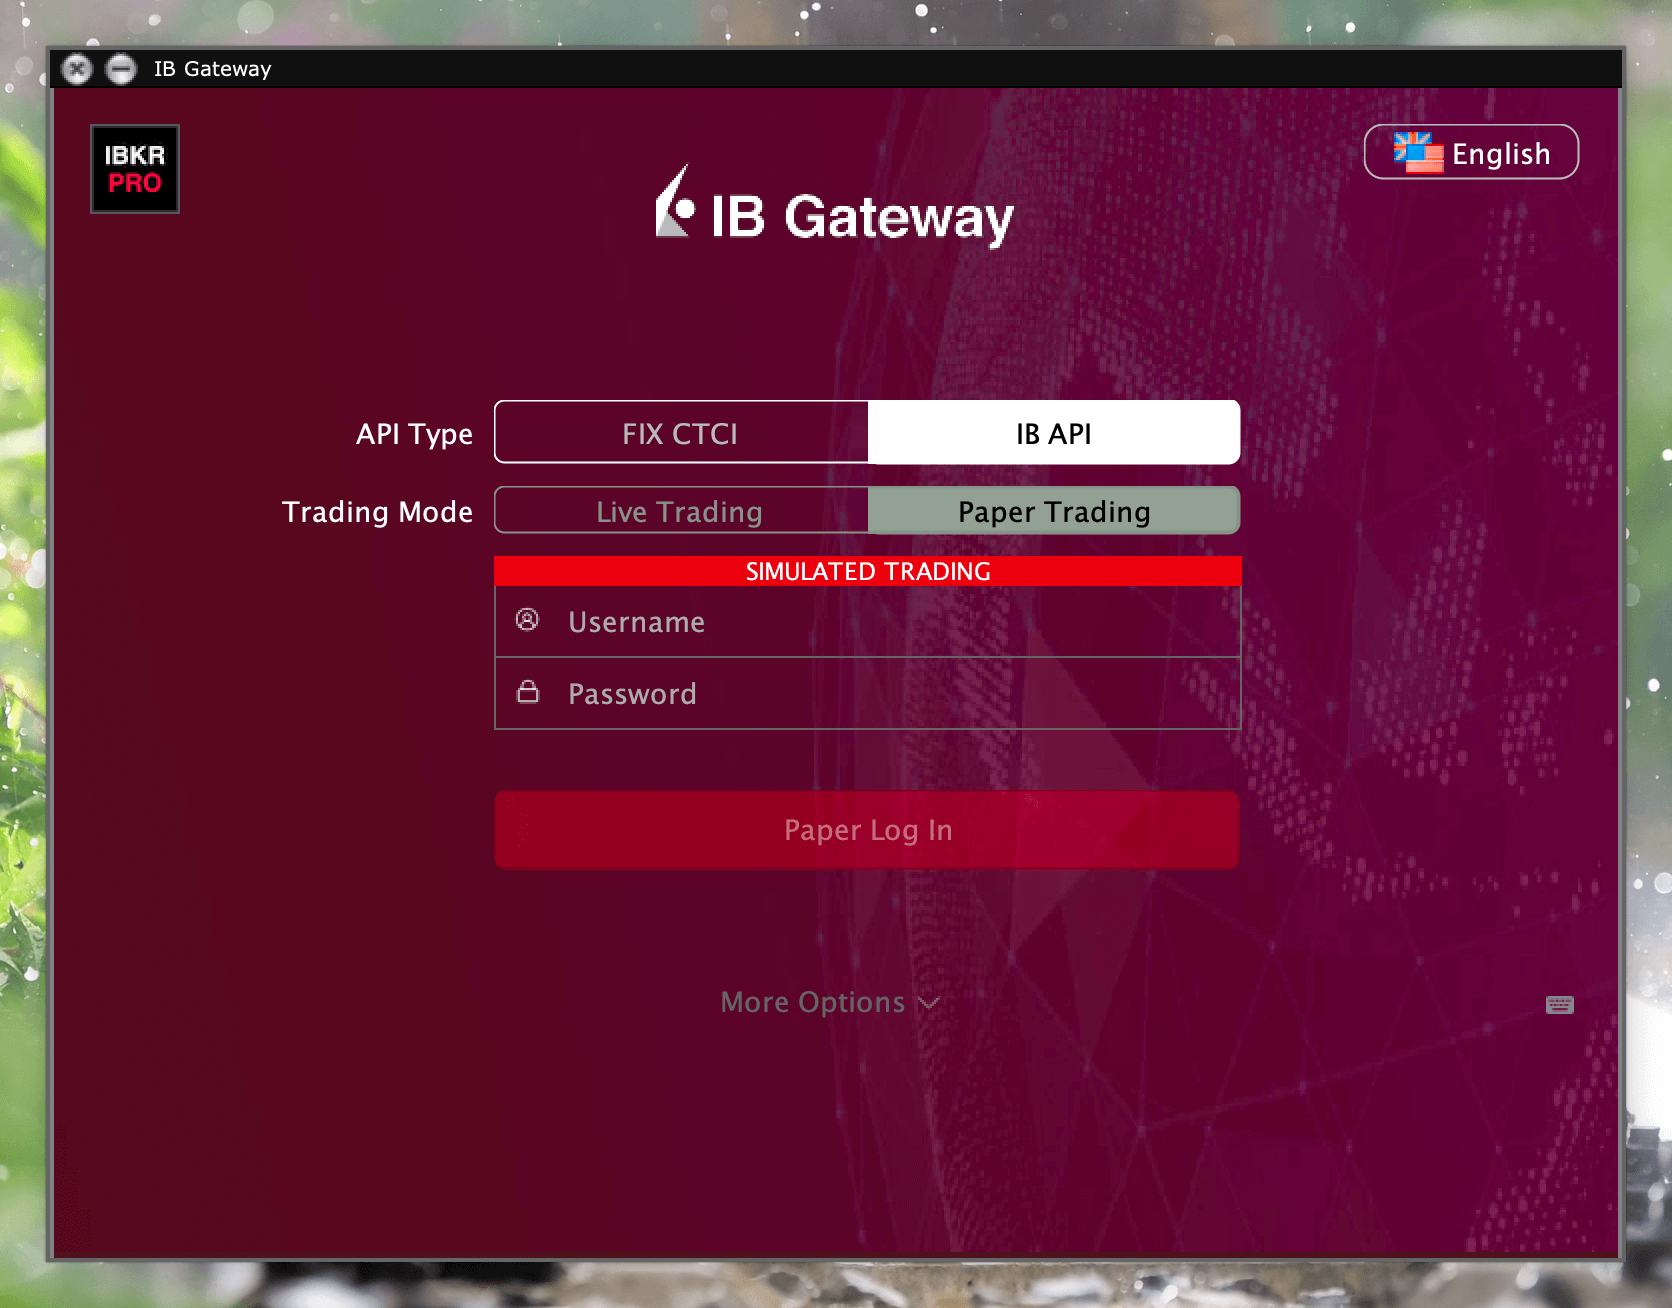 IB Gateway
IBKR
PRO
English
IB Gateway
API Type
FIX CTCI
IB API
Trading Mode
Live Trading
Paper Trading
SIMULATED TRADING
Username
Password
Paper Log In
More Options